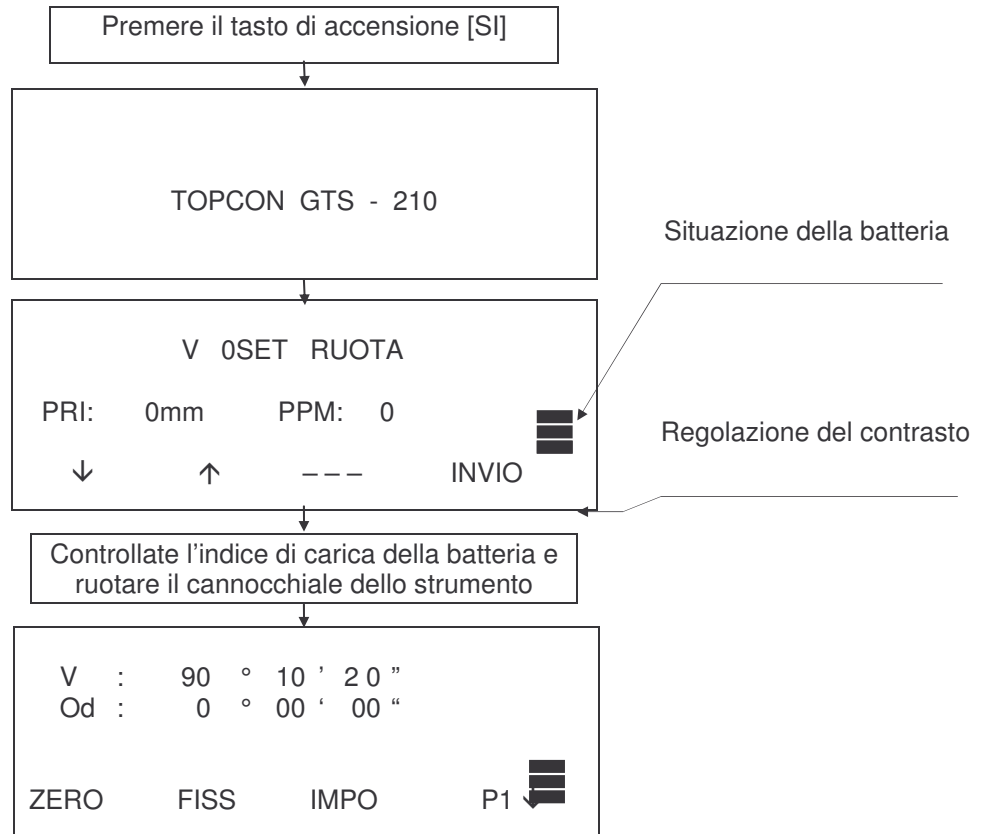 Premere il tasto di accensione [SI]
TOPCON GTS - 210
Situazione della batteria
V 0SET RUOTA
PRI: 0mm PPM: 0
Regolazione del contrasto
↓ ↑ – – – INVIO
Controllate l’indice di carica della batteria e
ruotare il cannocchiale dello strumento
V : 90 ° 10 ’ 2 0 ”
Od : 0 ° 00 ‘ 00 “
ZERO FISS IMPO P1 ↓